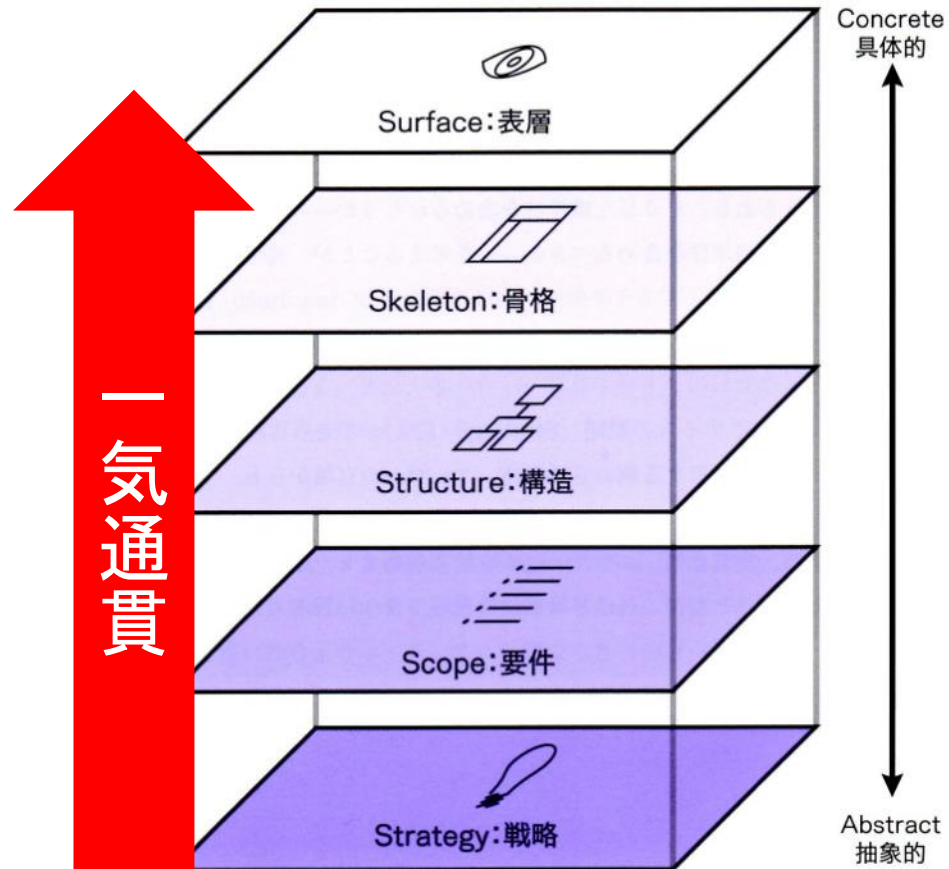 Concrete
具体的
Surface：表層
Skeleton：骨格
一気通貫
Structure：構造
Scope：要件
Strategy：戦略
Abstract
抽象的